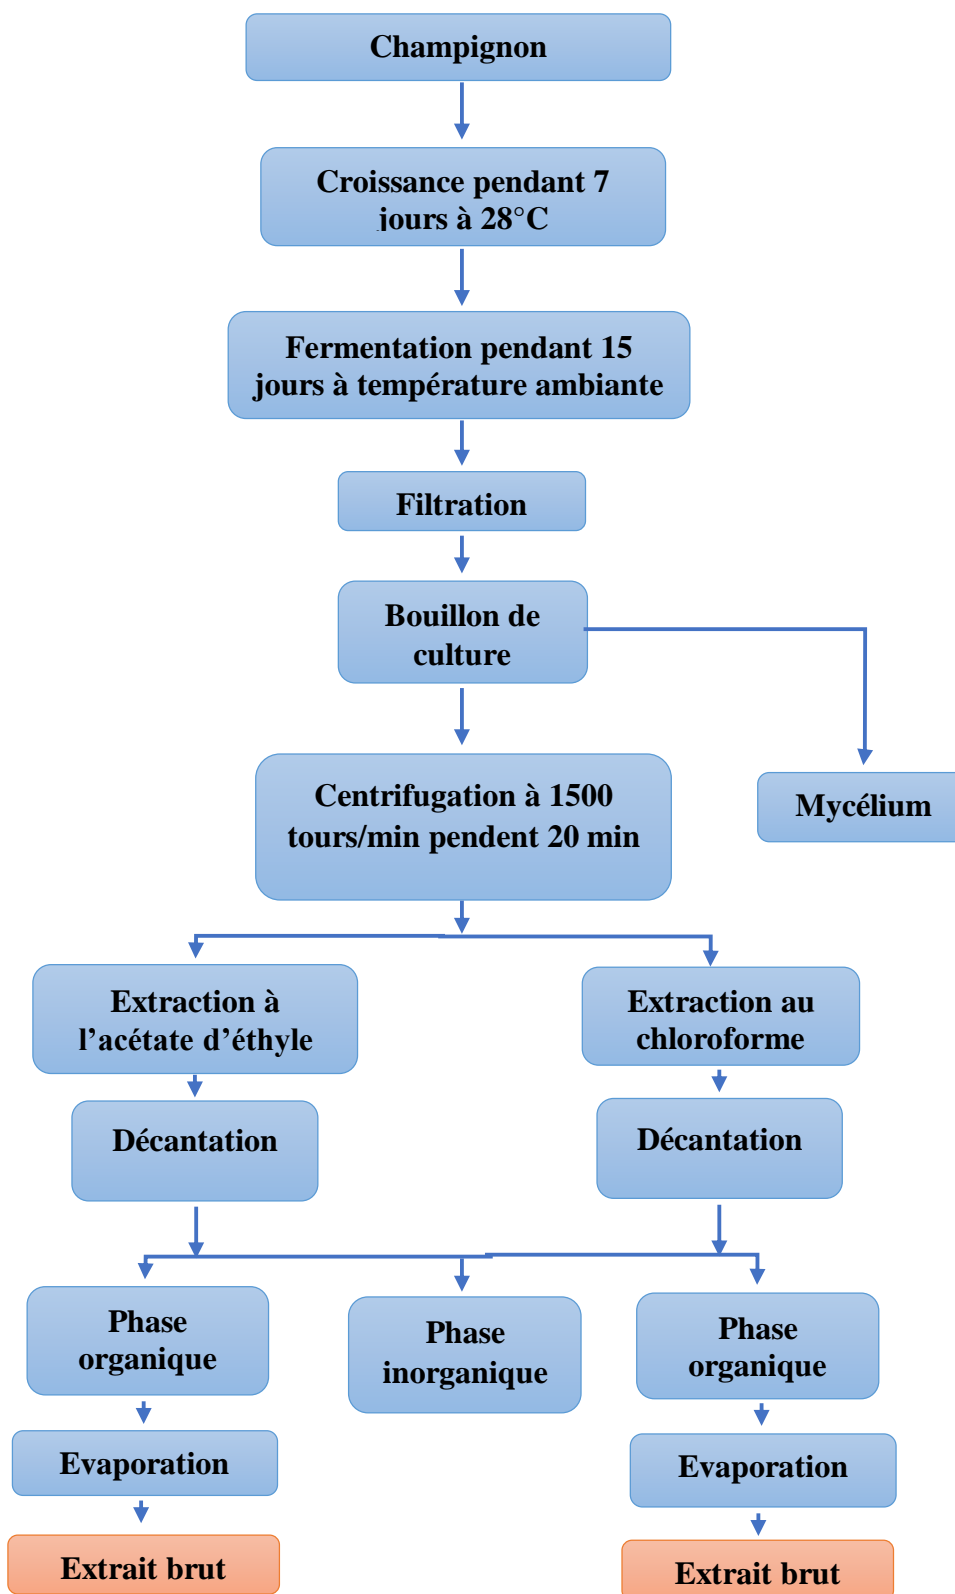 Champignon
Croissance pendant 7
jours à 28°C
Fermentation pendant 15
jours à température ambiante
Filtration
Bouillon de
culture
Centrifugation à 1500
tours/min pendent 20 min
Mycélium
Extraction à
l’acétate d’éthyle
Extraction au
chloroforme
Décantation
Décantation
Phase
organique
Phase
inorganique
Phase
organique
Evaporation
Evaporation
Extrait brut
Extrait brut